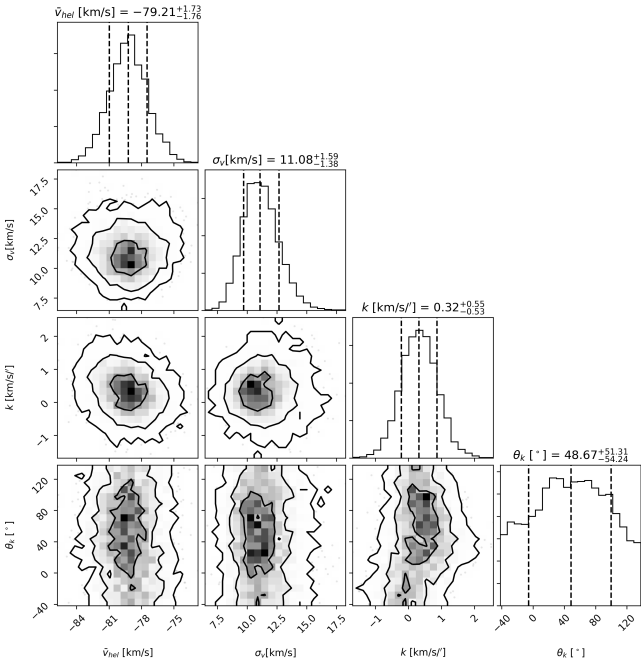 v̄_hel [km/s] = −79.21 +1.73 −1.76
σ_v[km/s] = 11.08 +1.59 −1.38
17.5
15.0
12.5
10.0
7.5
σ_v[km/s]
k [km/s/′] = 0.32 +0.55 −0.53
2
1
0
−1
k [km/s/′]
θ_k [°] = 48.67 +51.31 −54.24
120
80
40
0
−40
θ_k [°]
−84 −81 −78 −75 7.5 10.0 12.5 15.0 17.5 −1 0 1 2 −40 0 40 80 120
v̄_hel [km/s] σ_v[km/s] k [km/s/′] θ_k [°]